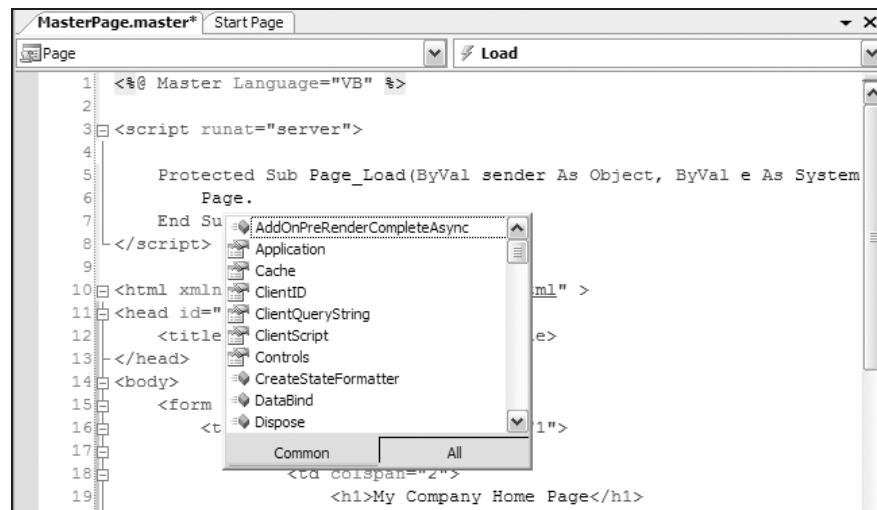 MasterPage.master* Start Page
Page Load
1 <%@ Master Language="VB" %>
2
3 <script runat="server">
4
5 Protected Sub Page_Load(ByVal sender As Object, ByVal e As System
6 Page.
7 End Su
8 </script>
9
10 <html xmln ml" >
11 <head id="
12 <title e>
13 </head>
14 <body>
15 <form
16 <t "1">
17
18 <td colspan="2">
19 <h1>My Company Home Page</h1>
AddOnPreRenderCompleteAsync
Application
Cache
ClientID
ClientQueryString
ClientScript
Controls
CreateStateFormatter
DataBind
Dispose
Common All